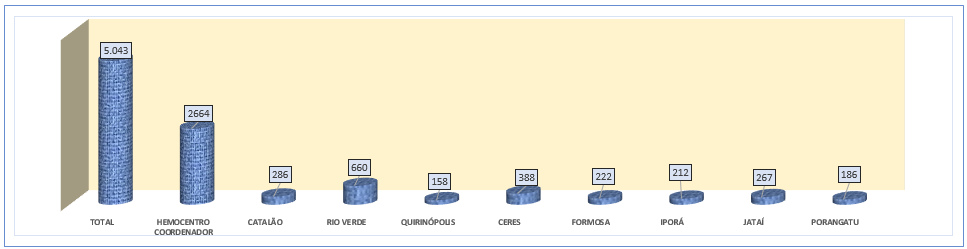 5.043
2664
286
660
158
388
222
212
267
186
TOTAL
HEMOCENTRO
COORDENADOR
CATALÃO
RIO VERDE
QUIRINÓPOLIS
CERES
FORMOSA
IPORÁ
JATAÍ
PORANGATU